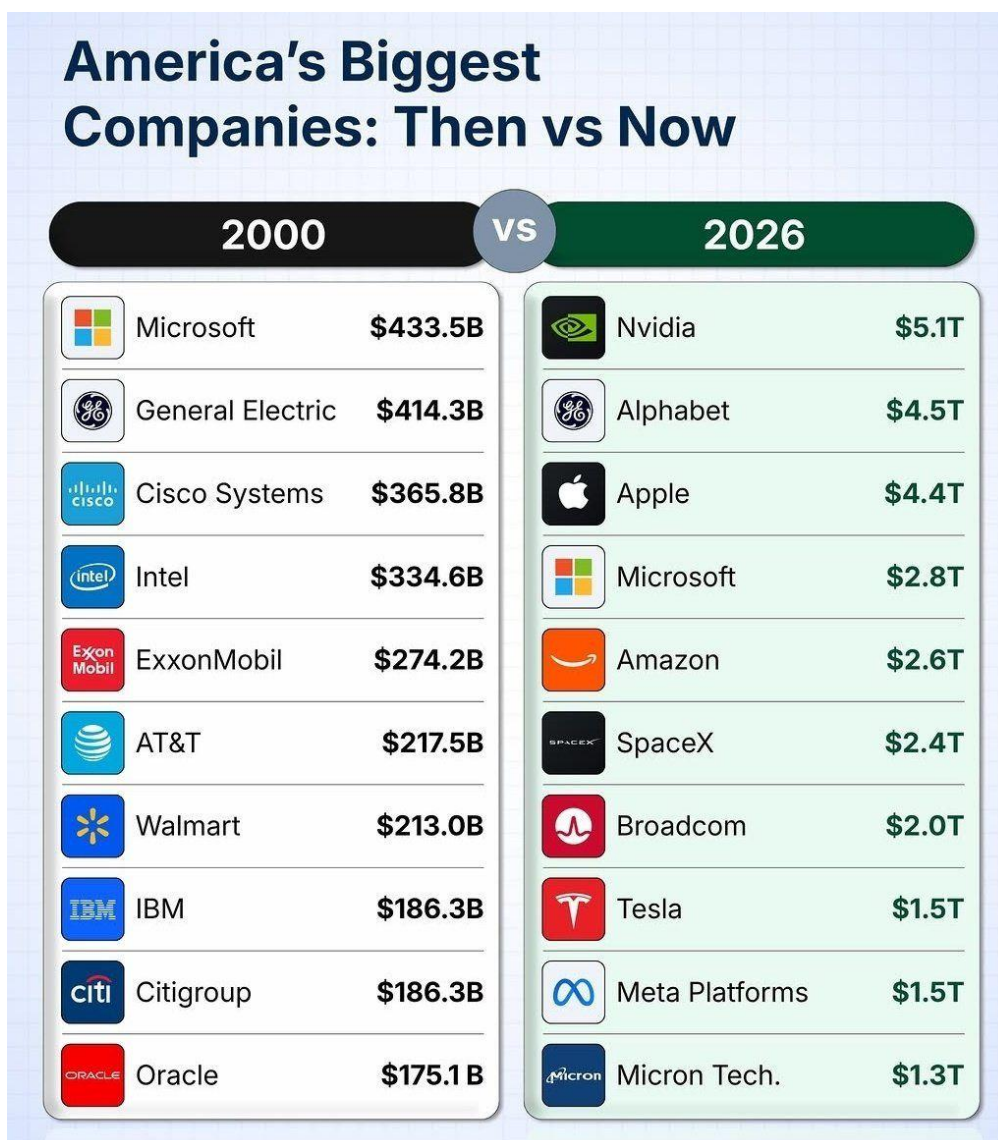 America's Biggest
Companies: Then vs Now
2000
VS
2026
Microsoft $433.5B
GE General Electric $414.3B
CISCO Cisco Systems $365.8B
intel Intel $334.6B
ExxonMobil ExxonMobil $274.2B
AT&T $217.5B
Walmart $213.0B
IBM IBM $186.3B
citi Citigroup $186.3B
ORACLE Oracle $175.1 B
Nvidia $5.1T
GE Alphabet $4.5T
Apple $4.4T
Microsoft $2.8T
Amazon $2.6T
SPACEX SpaceX $2.4T
Broadcom $2.0T
Tesla $1.5T
Meta Platforms $1.5T
Micron Micron Tech. $1.3T